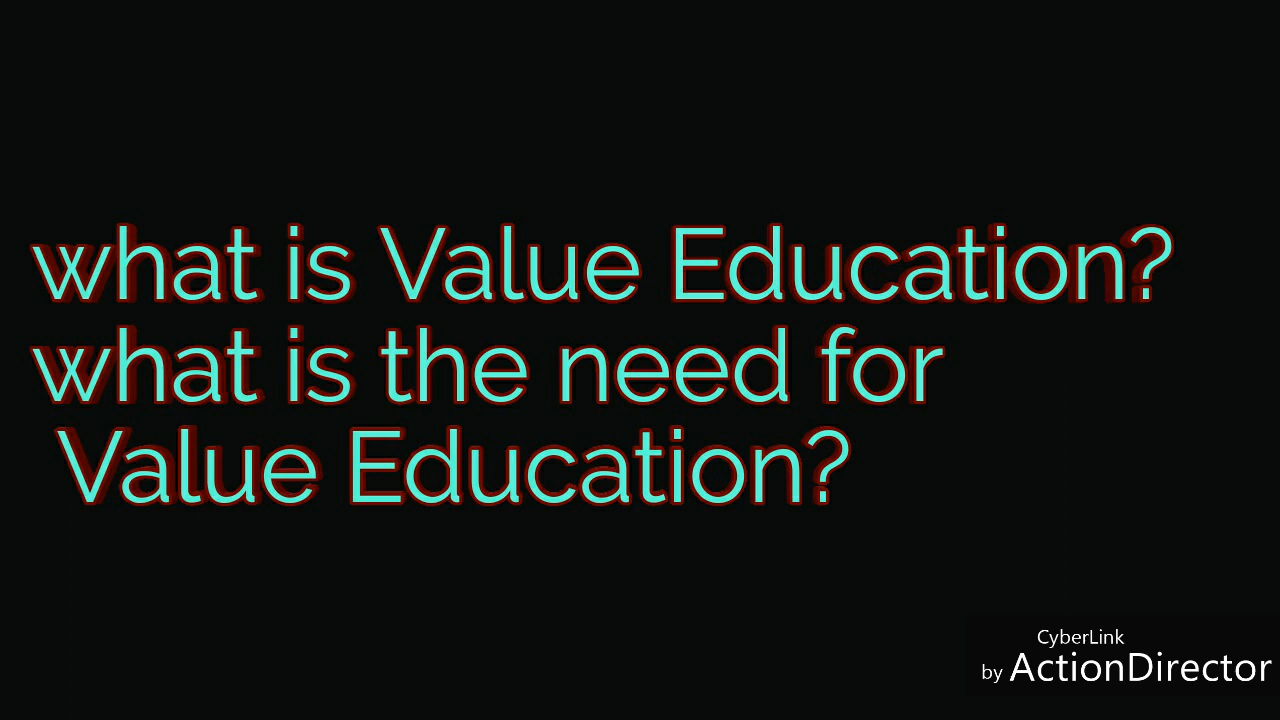 what is Value Education?
what is the need for
Value Education?
CyberLink
by ActionDirector